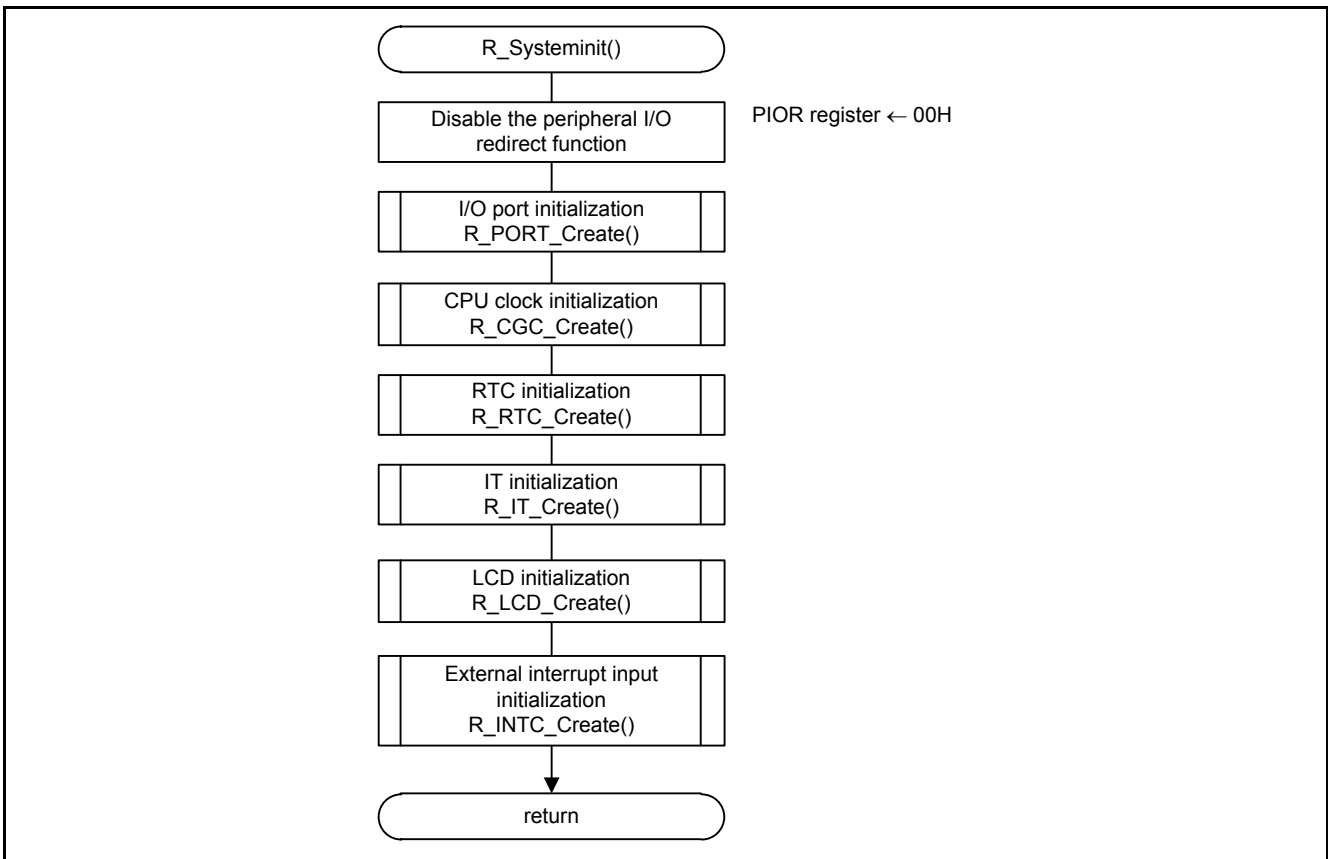 R_Systeminit()
Disable the peripheral I/O
redirect function
PIOR register ← 00H
I/O port initialization
R_PORT_Create()
CPU clock initialization
R_CGC_Create()
RTC initialization
R_RTC_Create()
IT initialization
R_IT_Create()
LCD initialization
R_LCD_Create()
External interrupt input
initialization
R_INTC_Create()
return